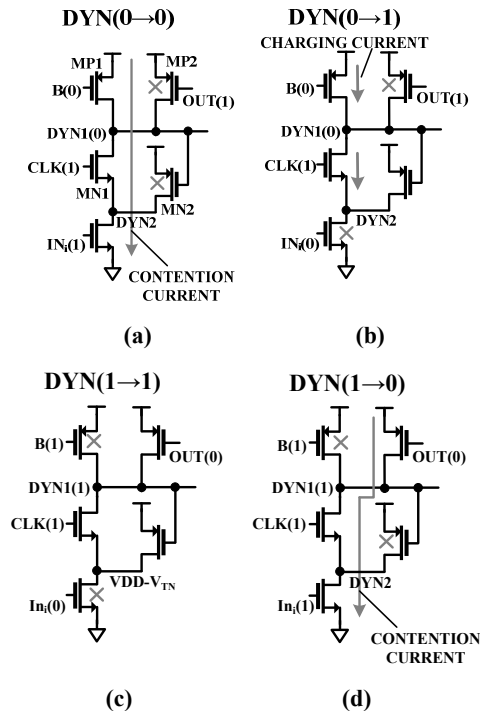 DYN(0→0)
MP1
MP2
B(0)
OUT(1)
DYN1(0)
CLK(1)
MN1
MN2
DYN2
INi(1)
CONTENTION
CURRENT
(a)
DYN(0→1)
CHARGING CURRENT
B(0)
OUT(1)
DYN1(0)
CLK(1)
DYN2
INi(0)
(b)
DYN(1→1)
B(1)
OUT(0)
DYN1(1)
CLK(1)
VDD-VTN
Ini(0)
(c)
DYN(1→0)
B(1)
OUT(0)
DYN1(1)
CLK(1)
DYN2
Ini(1)
CONTENTION
CURRENT
(d)